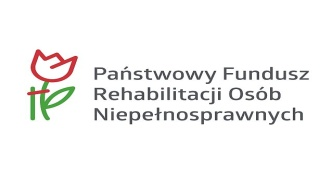 Państwowy Fundusz
Rehabilitacji Osób
Niepełnosprawnych